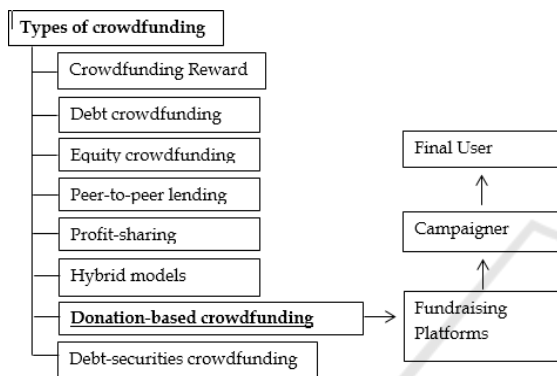 Types of crowdfunding
Crowdfunding Reward
Debt crowdfunding
Equity crowdfunding
Peer-to-peer lending
Profit-sharing
Hybrid models
Donation-based crowdfunding
Debt-securities crowdfunding
Final User
Campaigner
Fundraising
Platforms